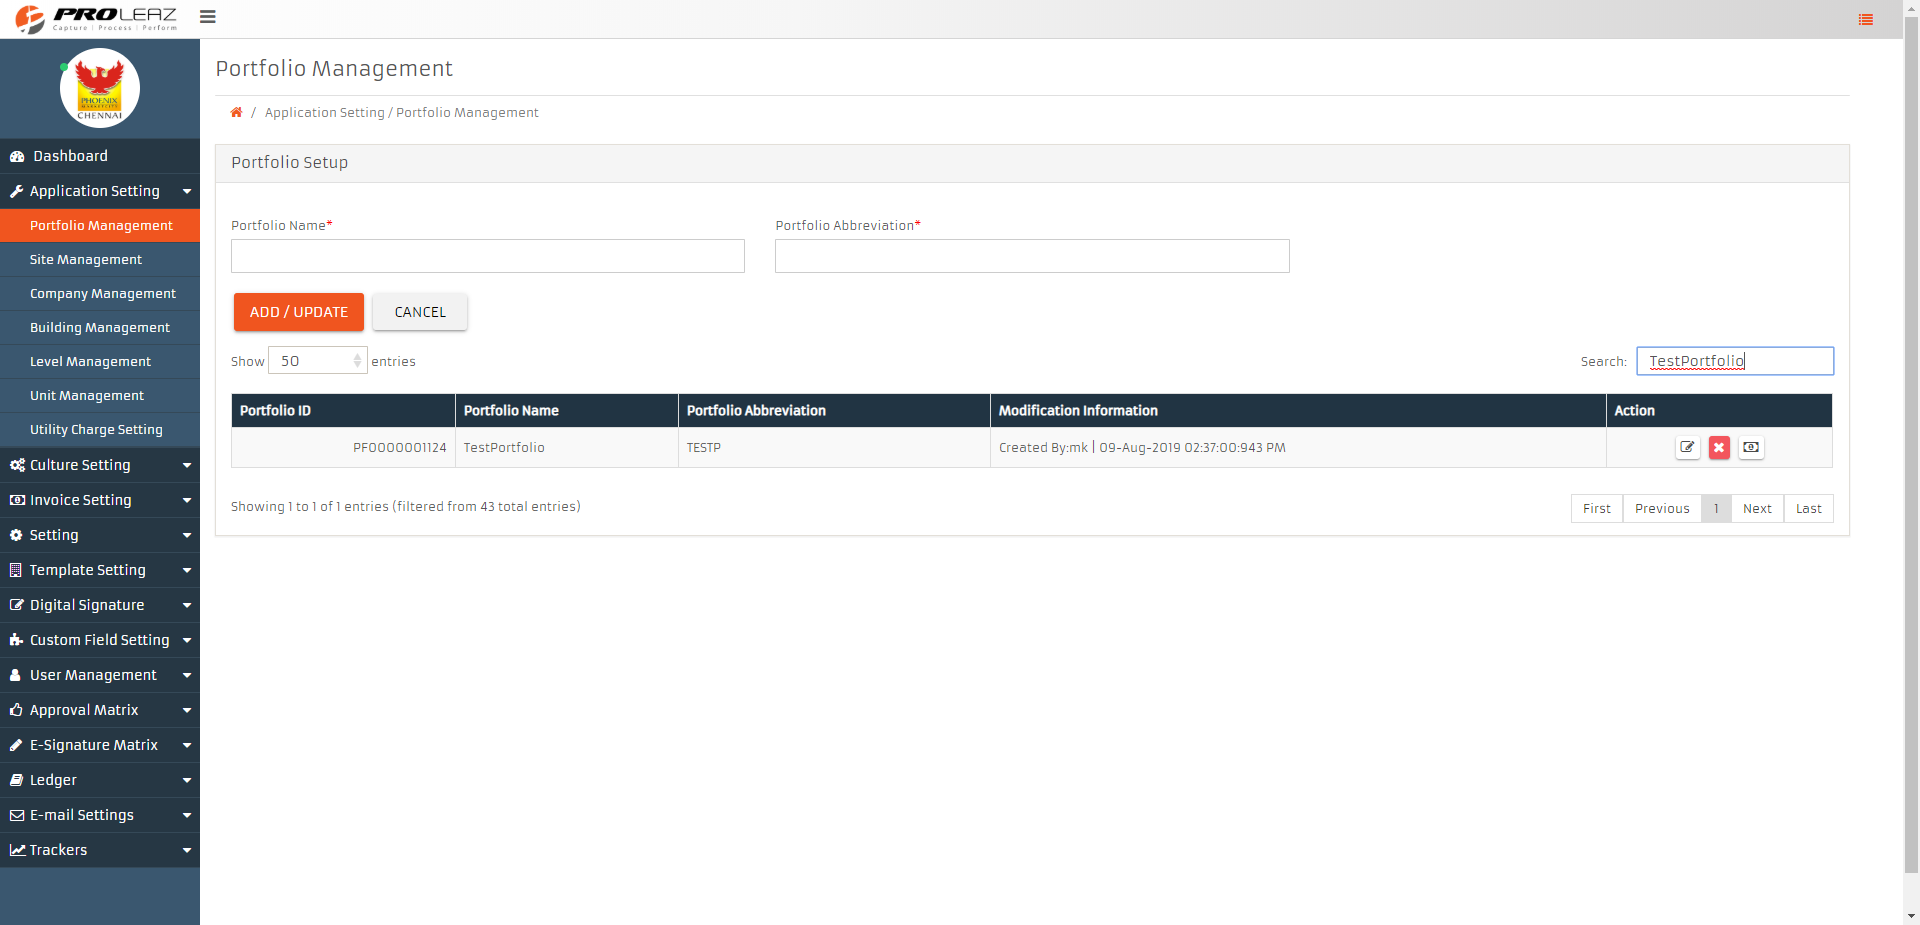 PROLEAZ
Capture | Process | Perform
PHOENIX
MARKETCITY
CHENNAI
Dashboard
Application Setting
Portfolio Management
Site Management
Company Management
Building Management
Level Management
Unit Management
Utility Charge Setting
Culture Setting
Invoice Setting
Setting
Template Setting
Digital Signature
Custom Field Setting
User Management
Approval Matrix
E-Signature Matrix
Ledger
E-mail Settings
Trackers
Portfolio Management
/ Application Setting / Portfolio Management
Portfolio Setup
Portfolio Name* Portfolio Abbreviation*
ADD / UPDATE CANCEL
Show 50 entries Search: TestPortfolio
Portfolio ID Portfolio Name Portfolio Abbreviation Modification Information Action
PF0000001124 TestPortfolio TESTP Created By:mk | 09-Aug-2019 02:37:00:943 PM
Showing 1 to 1 of 1 entries (filtered from 43 total entries)
First Previous 1 Next Last